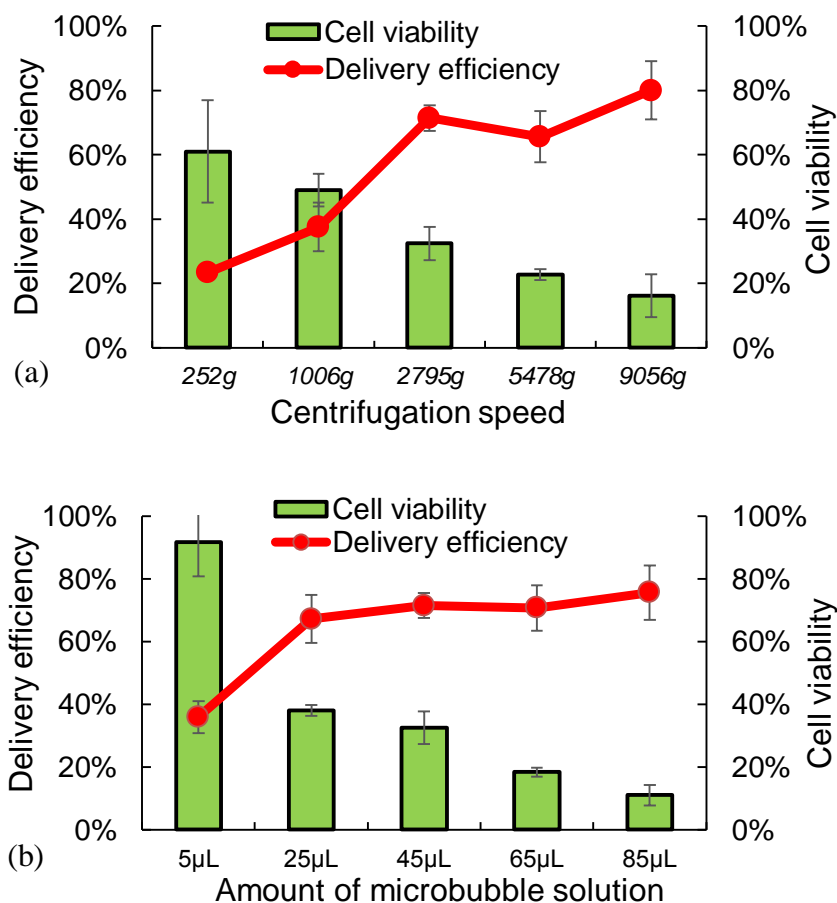 100%
80%
60%
40%
20%
0%
Delivery efficiency
Cell viability
Delivery efficiency
100%
80%
60%
40%
20%
0%
Cell viability
(a)
252g 1006g 2795g 5478g 9056g
Centrifugation speed
100%
80%
60%
40%
20%
0%
Delivery efficiency
Cell viability
Delivery efficiency
100%
80%
60%
40%
20%
0%
Cell viability
(b)
5µL 25µL 45µL 65µL 85µL
Amount of microbubble solution